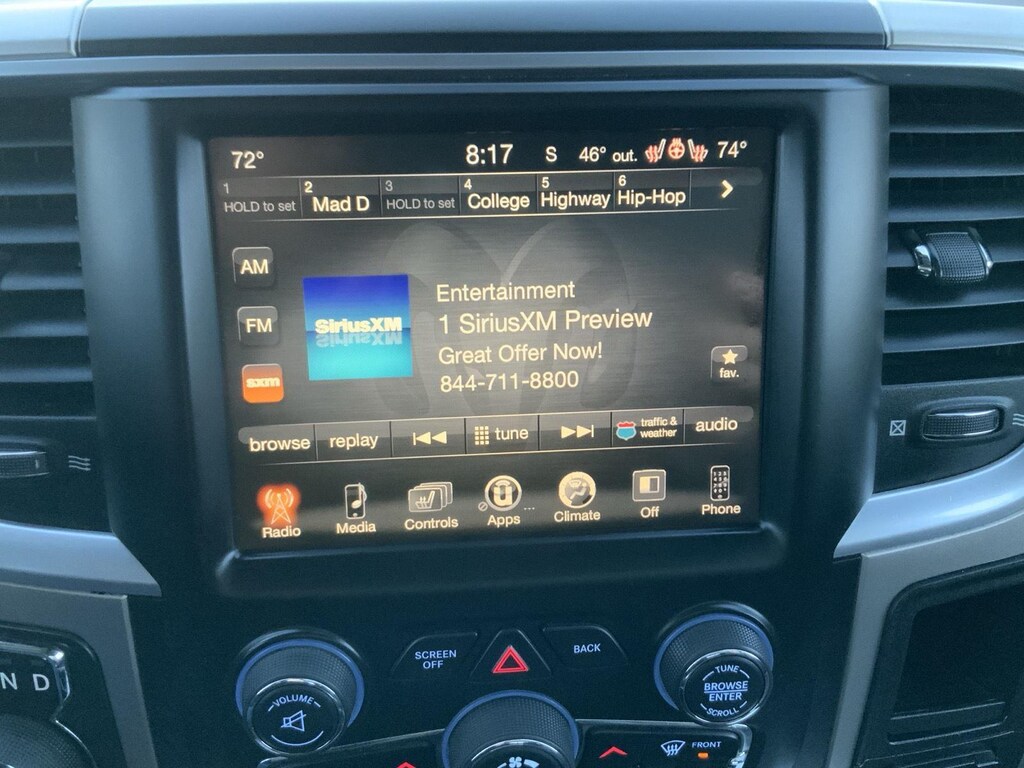 72° 8:17 S 46° out. 74°
1 2 3 4 5 6
HOLD to set Mad D HOLD to set College Highway Hip-Hop
AM
FM
sxm
SiriusXM
Entertainment
1 SiriusXM Preview
Great Offer Now!
844-711-8800
fav.
browse replay tune traffic & weather audio
Radio Media Controls Apps Climate Off Phone
SCREEN OFF BACK
N D
VOLUME
TUNE
BROWSE
ENTER
SCROLL
FRONT